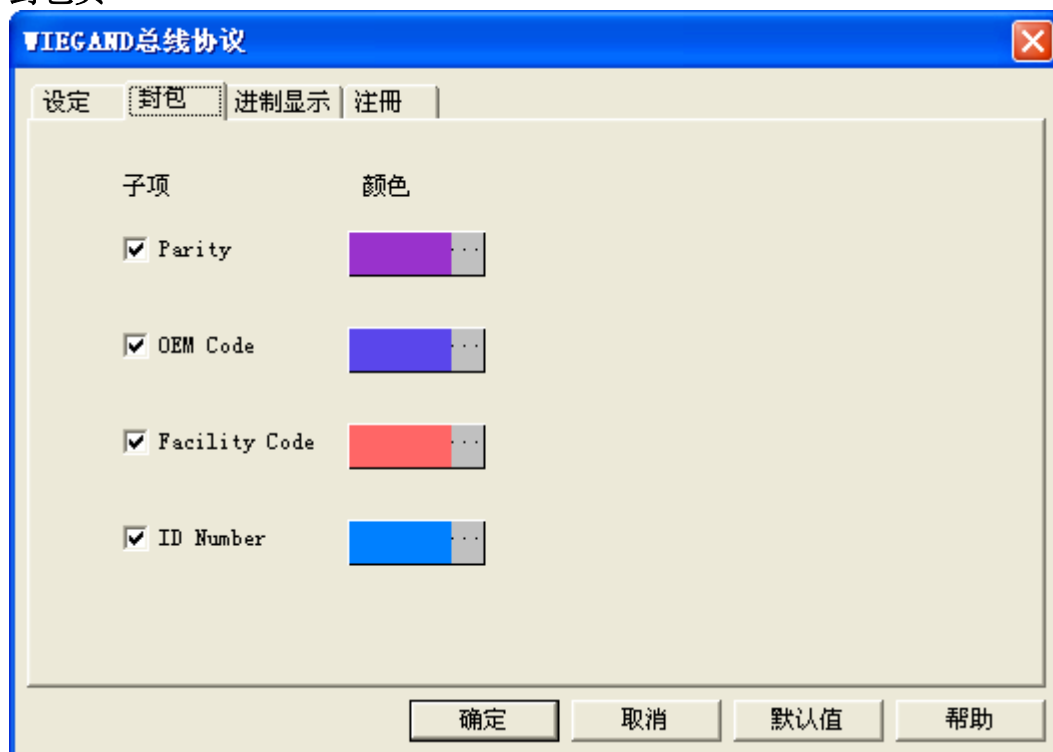 WIEGAND总线协议
设定 封包 进制显示 注冊
子项 颜色
Parity ...
OEM Code ...
Facility Code ...
ID Number ...
确定 取消 默认值 帮助